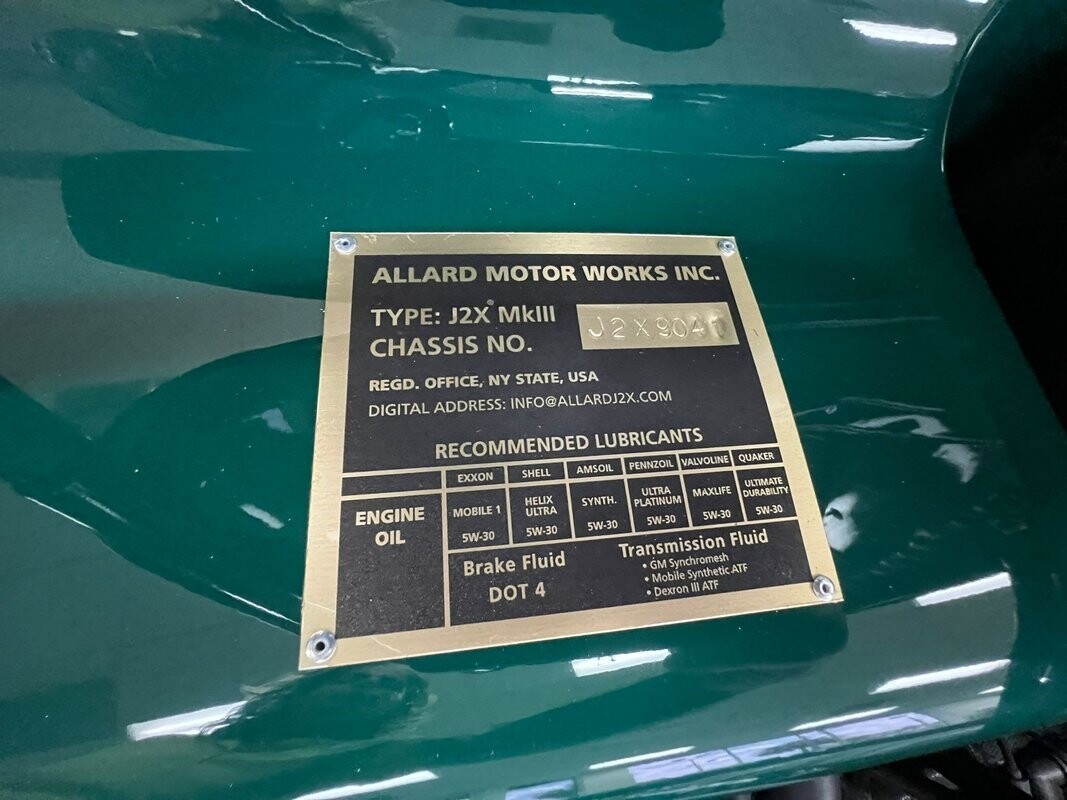 ALLARD MOTOR WORKS INC.
TYPE: J2X® MkIII
CHASSIS NO.
REGD. OFFICE, NY STATE, USA
DIGITAL ADDRESS: INFO@ALLARDJ2X.COM
RECOMMENDED LUBRICANTS
EXXON SHELL AMSOIL PENNZOIL VALVOLINE QUAKER
ENGINE
OIL
MOBILE 1
5W-30
HELIX
ULTRA
5W-30
SYNTH.
5W-30
ULTRA
PLATINUM
5W-30
MAXLIFE
5W-30
ULTIMATE
DURABILITY
5W-30
Brake Fluid
DOT 4
Transmission Fluid
• GM Synchromesh
• Mobile Synthetic ATF
• Dexron III ATF